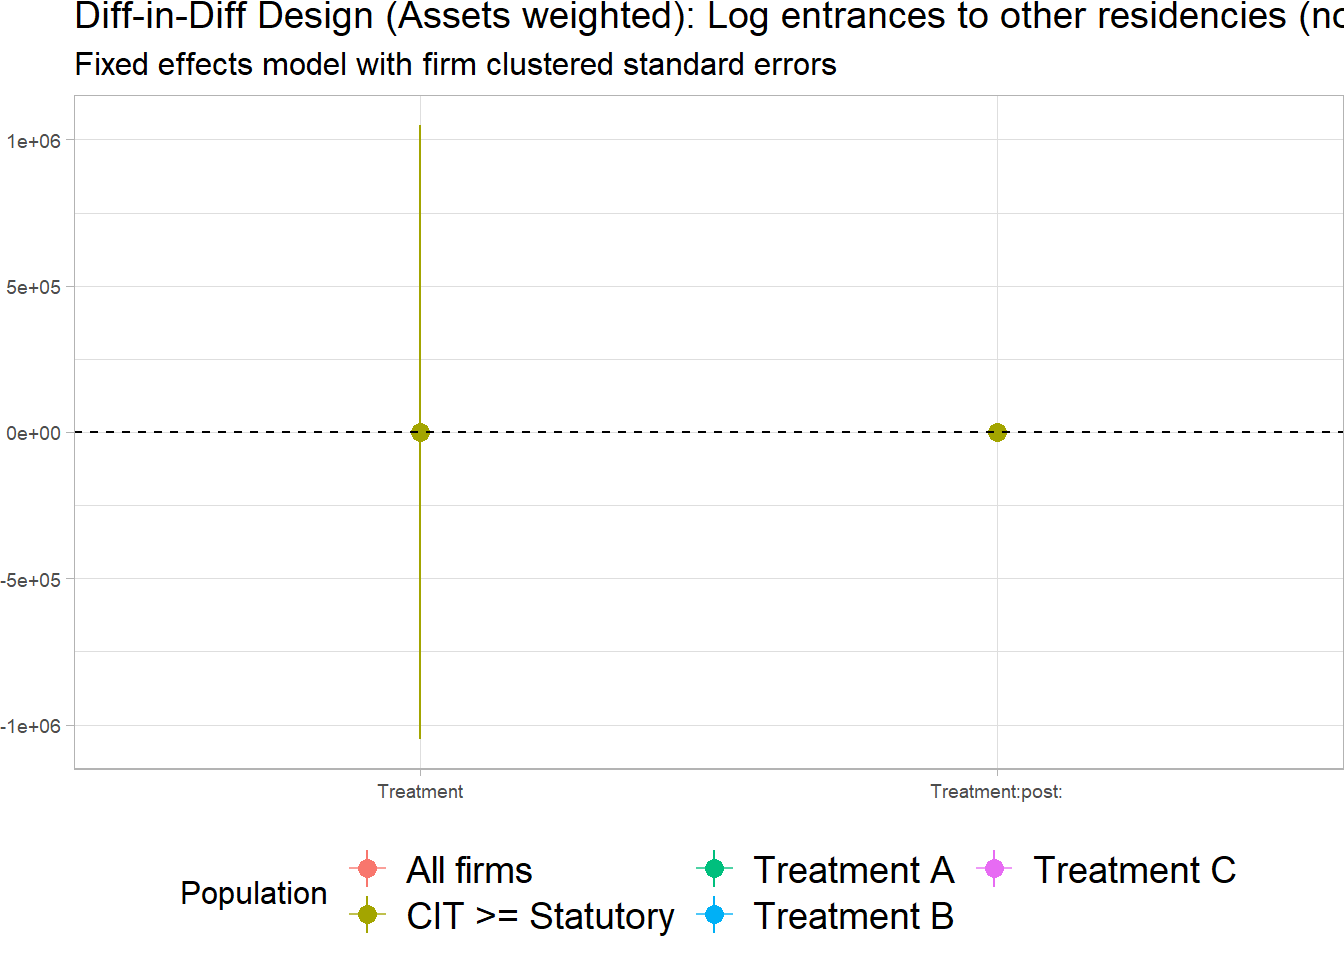 Diff-in-Diff Design (Assets weighted): Log entrances to other residencies (no
Fixed effects model with firm clustered standard errors
1e+06
5e+05
0e+00
-5e+05
-1e+06
Treatment
Treatment:post:
Population
All firms
CIT >= Statutory
Treatment A
Treatment B
Treatment C